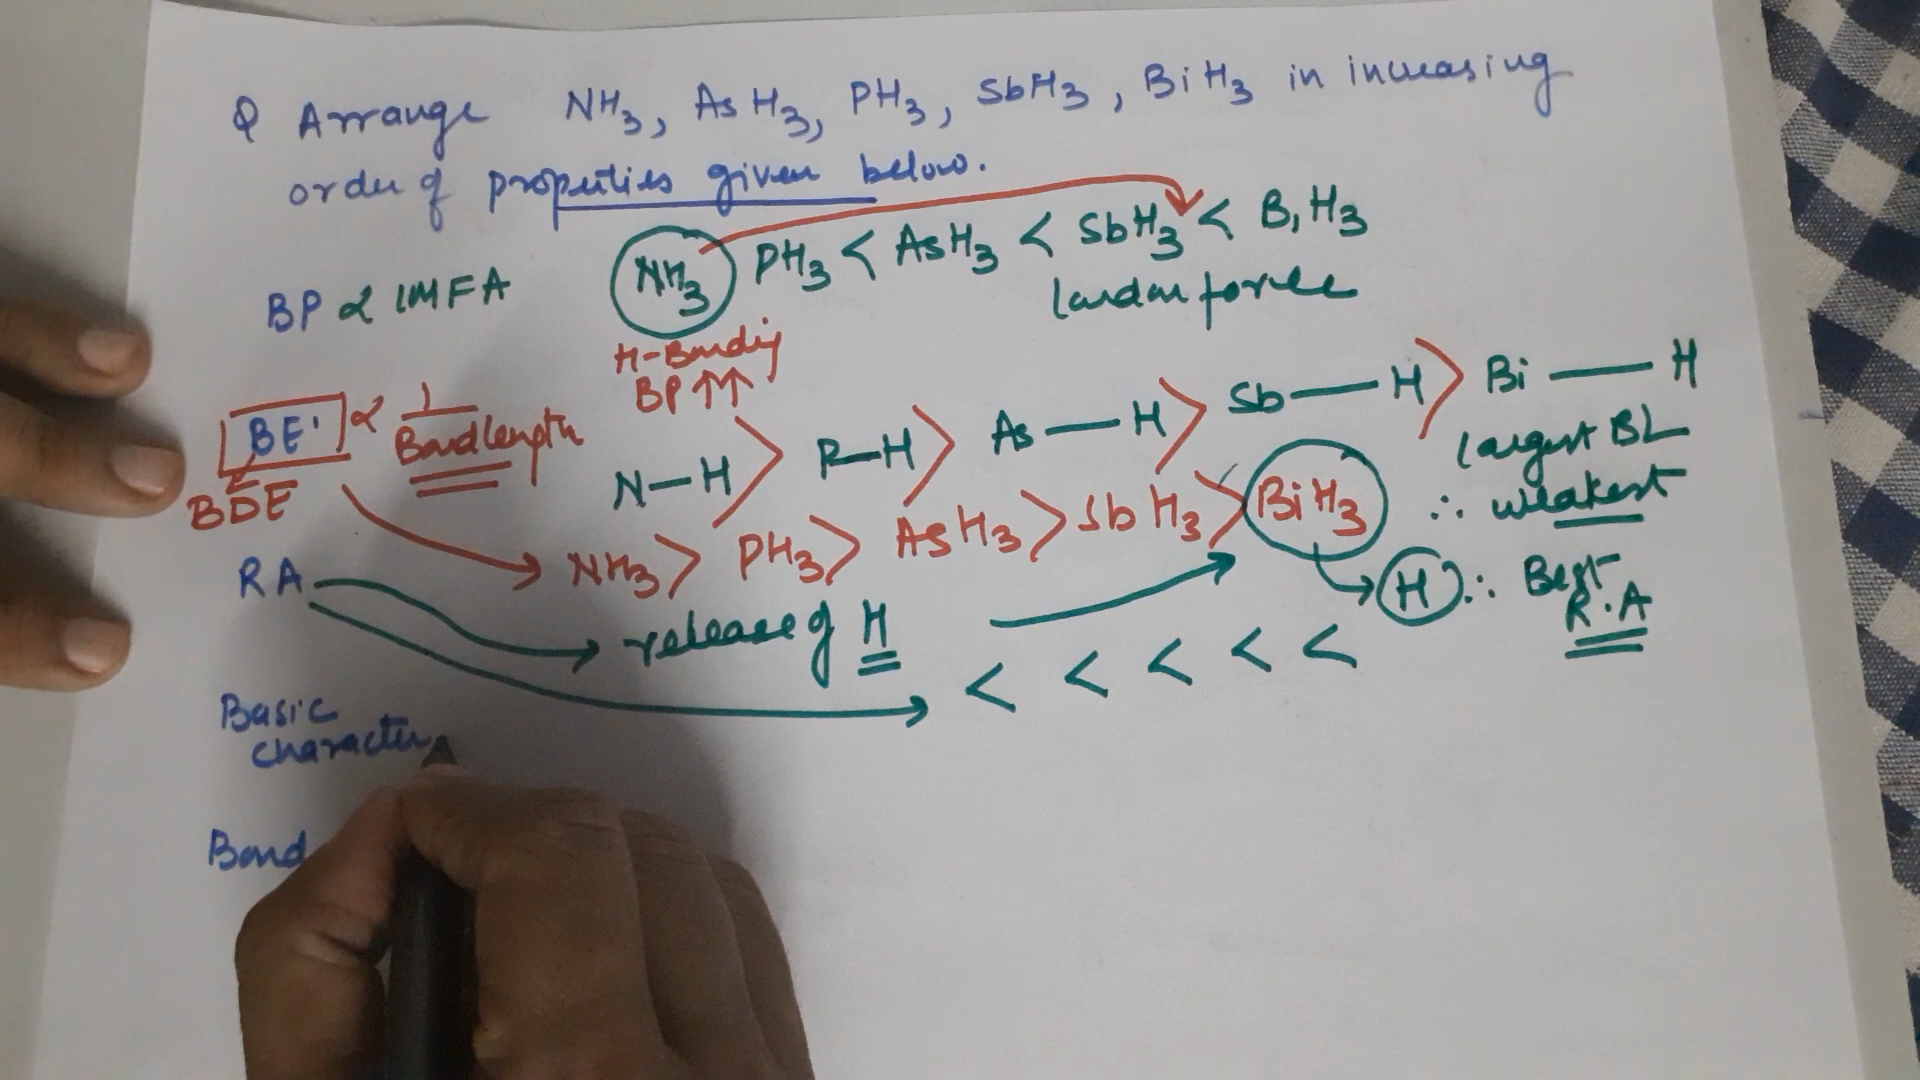 Q Arrange NH3, AsH3, PH3, SbH3, BiH3 in increasing
order of properties given below.
BP ∝ IMFA NH3 PH3 < AsH3 < SbH3 < BiH3
London force
H-Bonding
BP ↑↑
BE' ∝ 1/Bond length
BDE
N–H > P–H > As–H > Sb–H > Bi–H
largest BL
∴ weakest
NH3 > PH3 > AsH3 > SbH3 > BiH3
RA → release of H
H ∴ Best
R.A
< < < < <
Basic
character
Bond